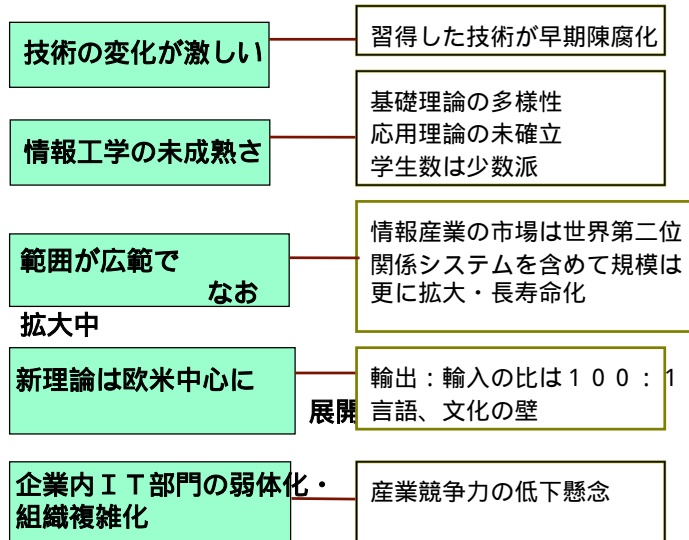 技術の変化が激しい
習得した技術が早期陳腐化
情報工学の未成熟さ
基礎理論の多様性
応用理論の未確立
学生数は少数派
範囲が広範で
なお
拡大中
情報産業の市場は世界第二位
関係システムを含めて規模は
更に拡大・長寿命化
新理論は欧米中心に
展開
輸出：輸入の比は１００：1
言語、文化の壁
企業内ＩＴ部門の弱体化・
組織複雑化
産業競争力の低下懸念